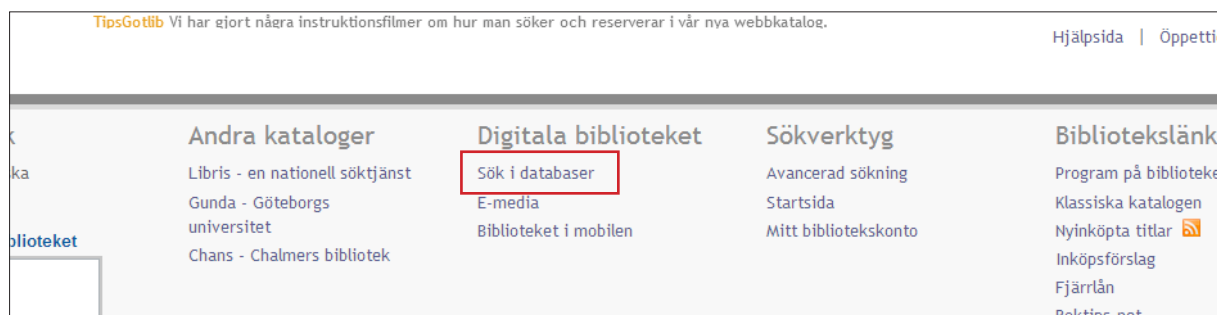 TipsGotlib Vi har gjort några instruktionsfilmer om hur man söker och reserverar i vår nya webbkatalog.
Hjälpsida | Öppetti
ka
blioteket
Andra kataloger
Libris - en nationell söktjänst
Gunda - Göteborgs
universitet
Chans - Chalmers bibliotek
Digitala biblioteket
Sök i databaser
E-media
Biblioteket i mobilen
Sökverktyg
Avancerad sökning
Startsida
Mitt bibliotekskonto
Bibliotekslänk
Program på biblioteke
Klassiska katalogen
Nyinköpta titlar
Inköpsförslag
Fjärrlån